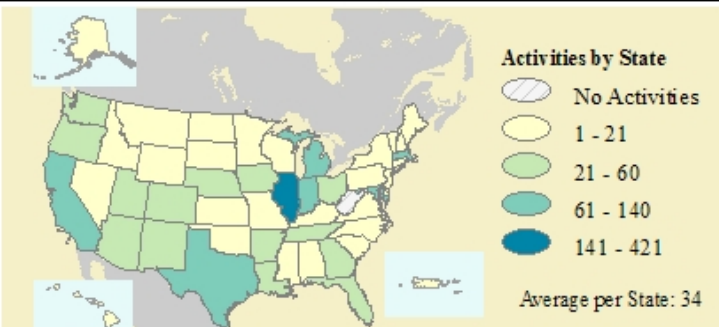 Activities by State
No Activities
1 - 21
21 - 60
61 - 140
141 - 421
Average per State: 34